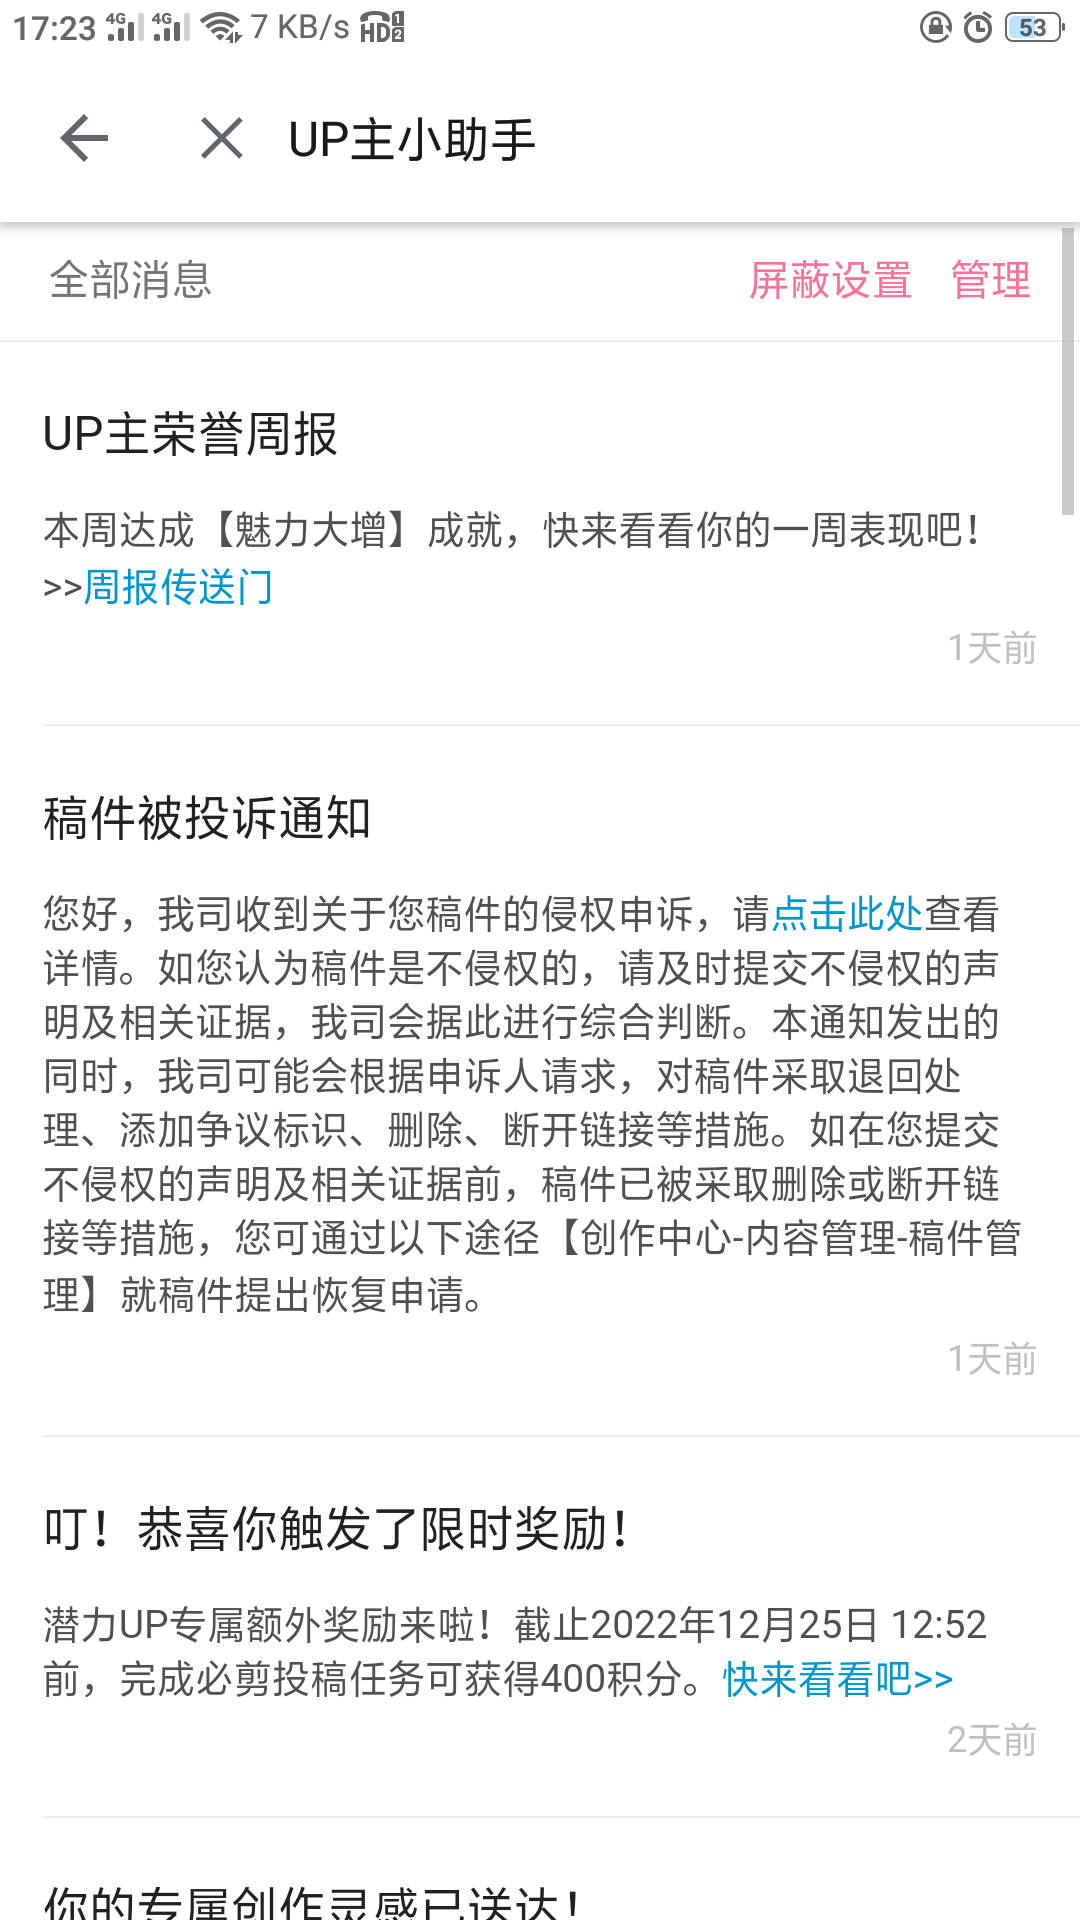 17:23 4G 4G 7 KB/s HD 1 2 53
UP主小助手
全部消息 屏蔽设置 管理
UP主荣誉周报
本周达成【魅力大增】成就，快来看看你的一周表现吧！
>>周报传送门
1天前
稿件被投诉通知
您好，我司收到关于您稿件的侵权申诉，请点击此处查看
详情。如您认为稿件是不侵权的，请及时提交不侵权的声
明及相关证据，我司会据此进行综合判断。本通知发出的
同时，我司可能会根据申诉人请求，对稿件采取退回处
理、添加争议标识、删除、断开链接等措施。如在您提交
不侵权的声明及相关证据前，稿件已被采取删除或断开链
接等措施，您可通过以下途径【创作中心-内容管理-稿件管
理】就稿件提出恢复申请。
1天前
叮！恭喜你触发了限时奖励！
潜力UP专属额外奖励来啦！截止2022年12月25日 12:52
前，完成必剪投稿任务可获得400积分。快来看看吧>>
2天前
你的专属创作灵感已送达！